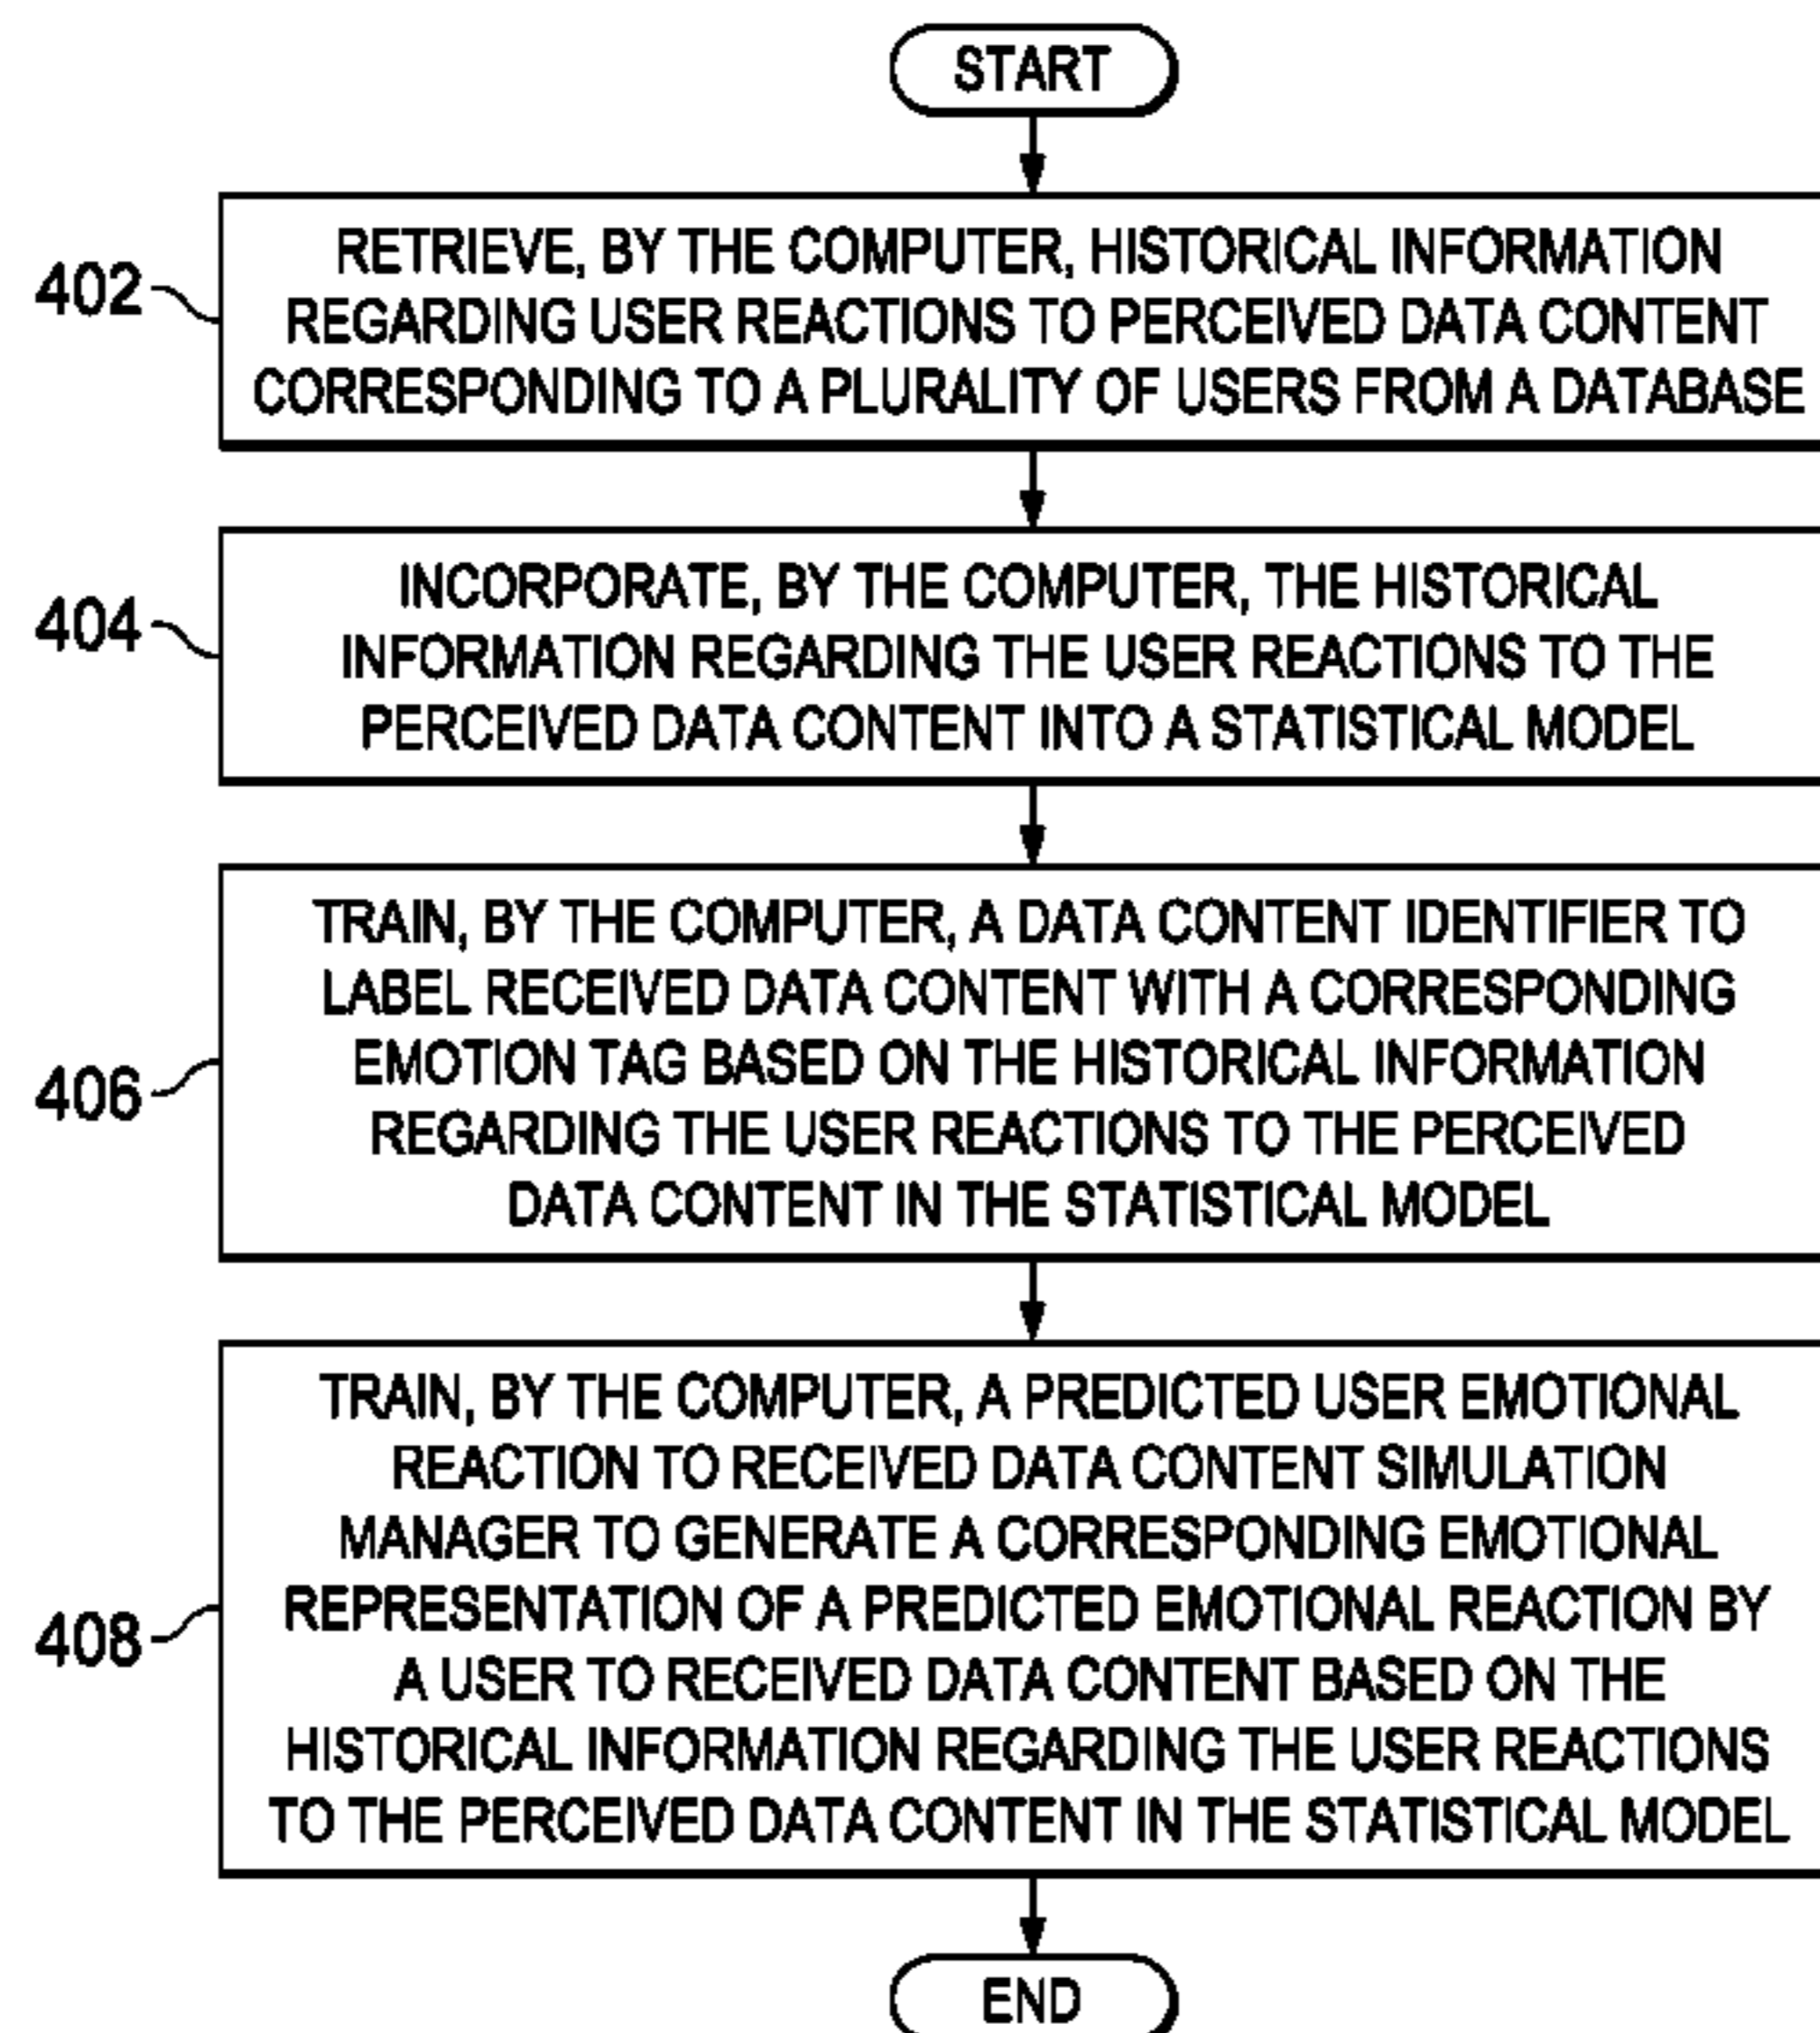 START
402
RETRIEVE, BY THE COMPUTER, HISTORICAL INFORMATION
REGARDING USER REACTIONS TO PERCEIVED DATA CONTENT
CORRESPONDING TO A PLURALITY OF USERS FROM A DATABASE
404
INCORPORATE, BY THE COMPUTER, THE HISTORICAL
INFORMATION REGARDING THE USER REACTIONS TO THE
PERCEIVED DATA CONTENT INTO A STATISTICAL MODEL
406
TRAIN, BY THE COMPUTER, A DATA CONTENT IDENTIFIER TO
LABEL RECEIVED DATA CONTENT WITH A CORRESPONDING
EMOTION TAG BASED ON THE HISTORICAL INFORMATION
REGARDING THE USER REACTIONS TO THE PERCEIVED
DATA CONTENT IN THE STATISTICAL MODEL
408
TRAIN, BY THE COMPUTER, A PREDICTED USER EMOTIONAL
REACTION TO RECEIVED DATA CONTENT SIMULATION
MANAGER TO GENERATE A CORRESPONDING EMOTIONAL
REPRESENTATION OF A PREDICTED EMOTIONAL REACTION BY
A USER TO RECEIVED DATA CONTENT BASED ON THE
HISTORICAL INFORMATION REGARDING THE USER REACTIONS
TO THE PERCEIVED DATA CONTENT IN THE STATISTICAL MODEL
END